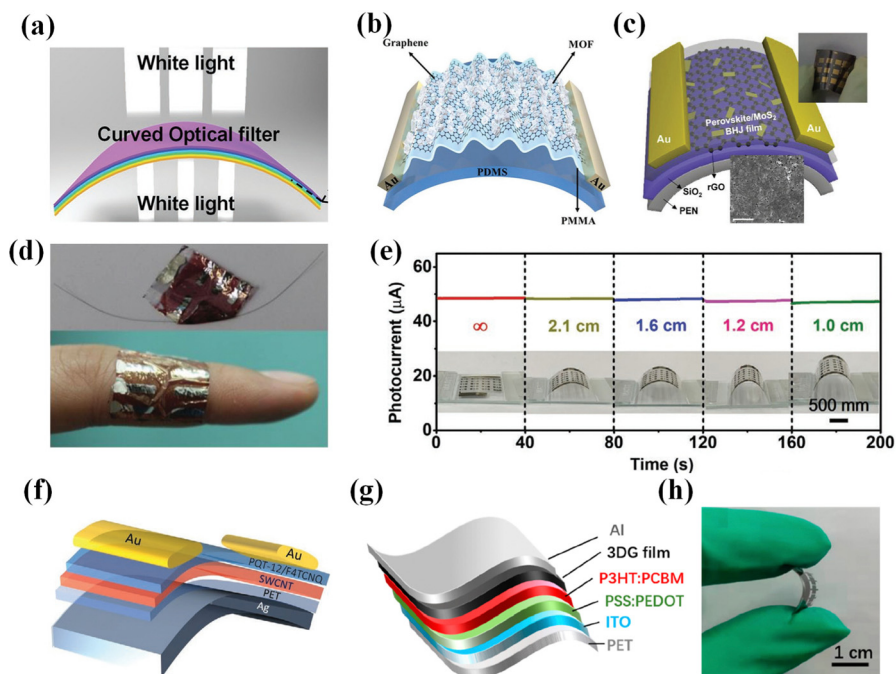 (a)
White light
Curved Optical filter
White light
(b)
Graphene
MOF
Au
PDMS
Au
PMMA
(c)
Au
Perovskite/MoS₂
BHJ film
Au
SiO₂
rGO
PEN
(d)
(e)
Photocurrent (μA)
60
40
20
0
∞
2.1 cm
1.6 cm
1.2 cm
1.0 cm
500 mm
0
40
80
120
160
200
Time (s)
(f)
Au
Au
PQT-12/F4TCNQ
SWCNT
PET
Ag
(g)
Al
3DG film
P3HT:PCBM
PSS:PEDOT
ITO
PET
(h)
1 cm